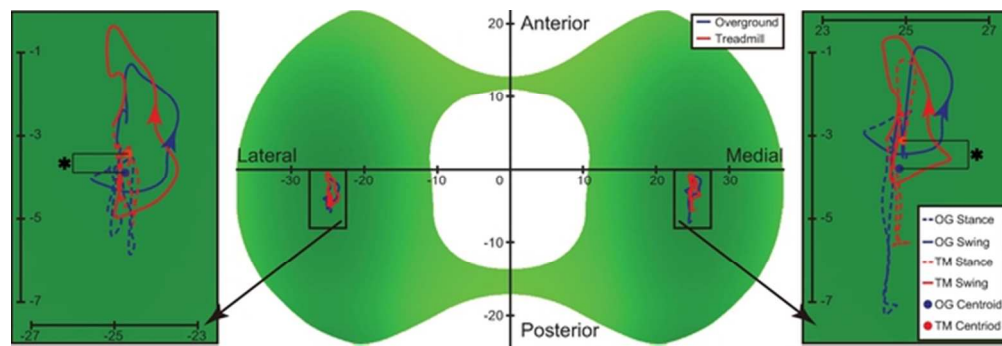 -1
-3
*
-5
-7
-27
-25
-23
20
Anterior
10
Lateral
Medial
-30
-20
-10
0
10
20
30
-10
-20
Posterior
Overground
Treadmill
23
25
27
-1
-3
*
-5
-7
OG Stance
OG Swing
TM Stance
TM Swing
OG Centroid
TM Centriod